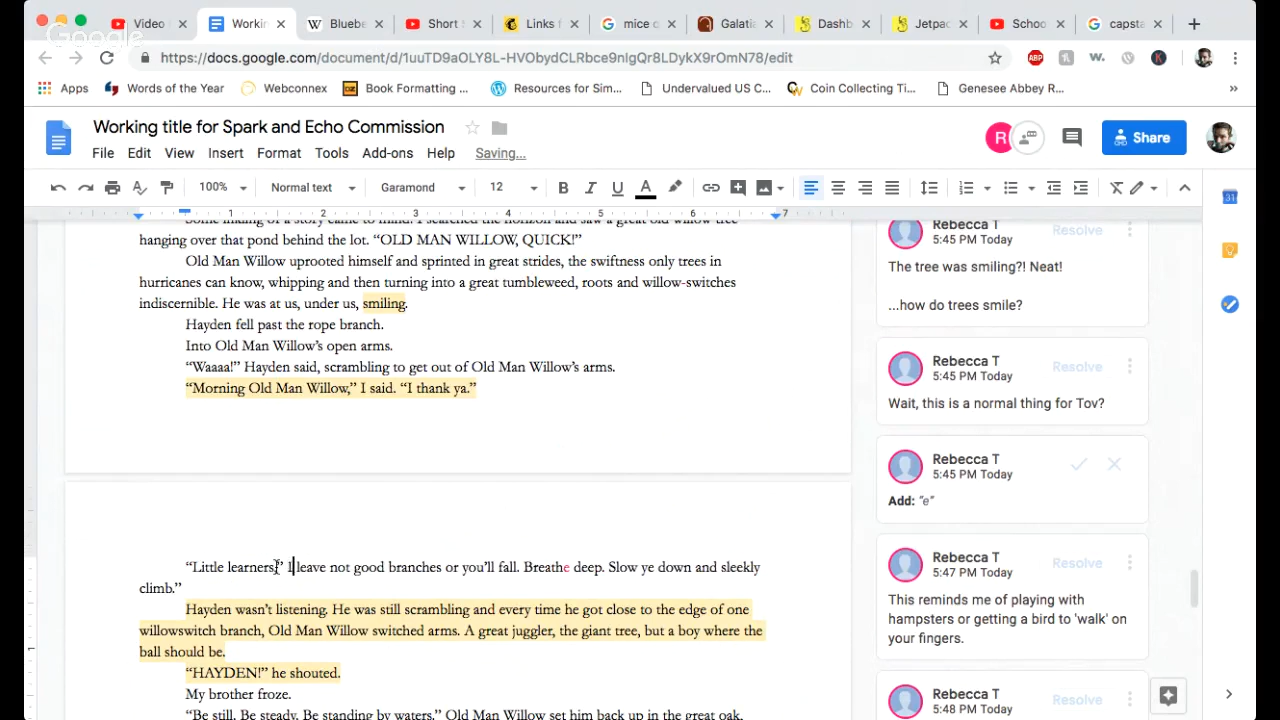 Video
Workin
Bluebe
Short S
Links f
mice c
Galati
Dashb
Jetpac
Schoo
capsta
YouTube
https://docs.google.com/document/d/1uuTD9aOLY8L-HVObydCLRbce9nIgQr8LDykX9rOmN78/edit
Apps
Words of the Year
Webconnex
Book Formatting ...
Resources for Sim...
Undervalued US C...
Coin Collecting Ti...
Genesee Abbey R...
»
Working title for Spark and Echo Commission
File Edit View Insert Format Tools Add-ons Help Saving...
R
Share
100% Normal text Garamond 12 B I U A
1 2 3 4 5 6 7
hanging over that pond behind the lot. “OLD MAN WILLOW, QUICK!”
Old Man Willow uprooted himself and sprinted in great strides, the swiftness only trees in
hurricanes can know, whipping and then turning into a great tumbleweed, roots and willow-switches
indiscernible. He was at us, under us, smiling.
Hayden fell past the rope branch.
Into Old Man Willow’s open arms.
“Waaaa!” Hayden said, scrambling to get out of Old Man Willow’s arms.
“Morning Old Man Willow,” I said. “I thank ya.”
“Little learners,” I leave not good branches or you’ll fall. Breathe deep. Slow ye down and sleekly
climb.”
Hayden wasn’t listening. He was still scrambling and every time he got close to the edge of one
willowswitch branch, Old Man Willow switched arms. A great juggler, the giant tree, but a boy where the
ball should be.
“HAYDEN!” he shouted.
My brother froze.
“Be still. Be steady. Be standing by waters.” Old Man Willow set him back up in the great oak.
Rebecca T
5:45 PM Today
Resolve
The tree was smiling?! Neat!
...how do trees smile?
Rebecca T
5:45 PM Today
Resolve
Wait, this is a normal thing for Tov?
Rebecca T
5:45 PM Today
Add: “e”
Rebecca T
5:47 PM Today
Resolve
This reminds me of playing with
hampsters or getting a bird to 'walk' on
your fingers.
Rebecca T
5:48 PM Today
Resolve